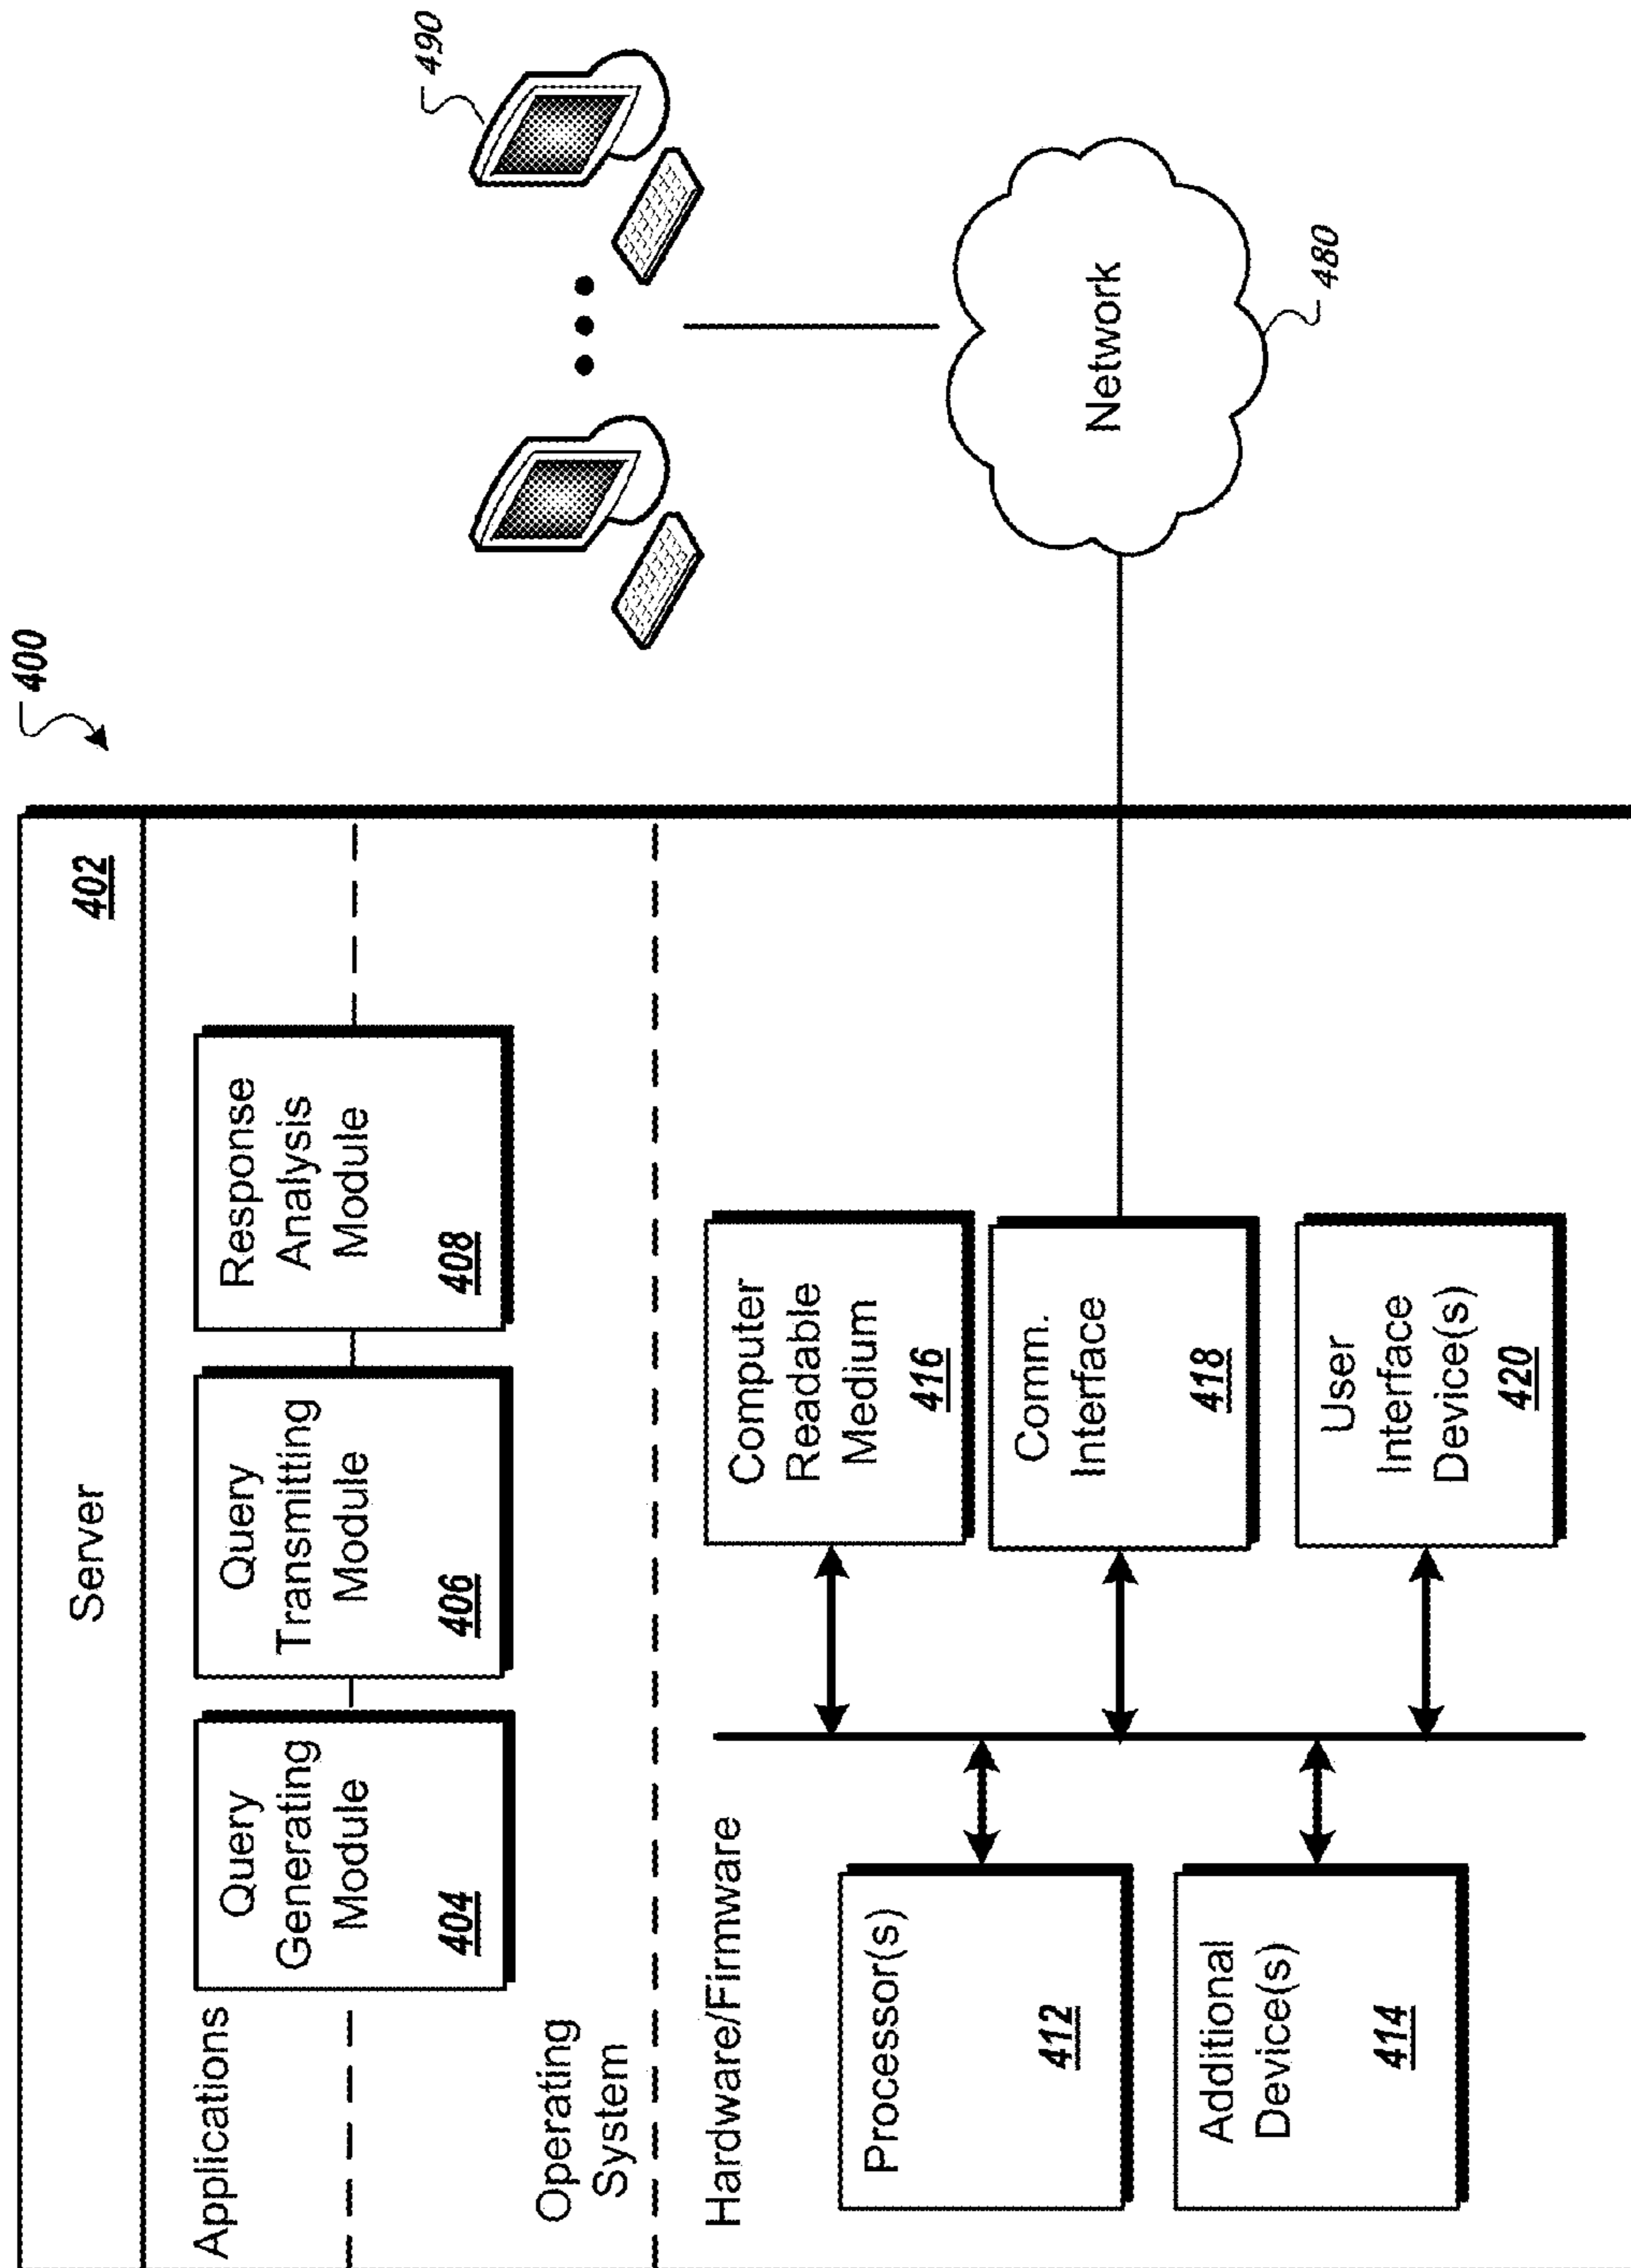 400
Server
402
Applications
Query
Generating
Module
404
Query
Transmitting
Module
406
Response
Analysis
Module
408
Operating
System
Hardware/Firmware
Processor(s)
412
Additional
Device(s)
414
Computer
Readable
Medium
416
Comm.
Interface
418
User
Interface
Device(s)
420
490
Network
480